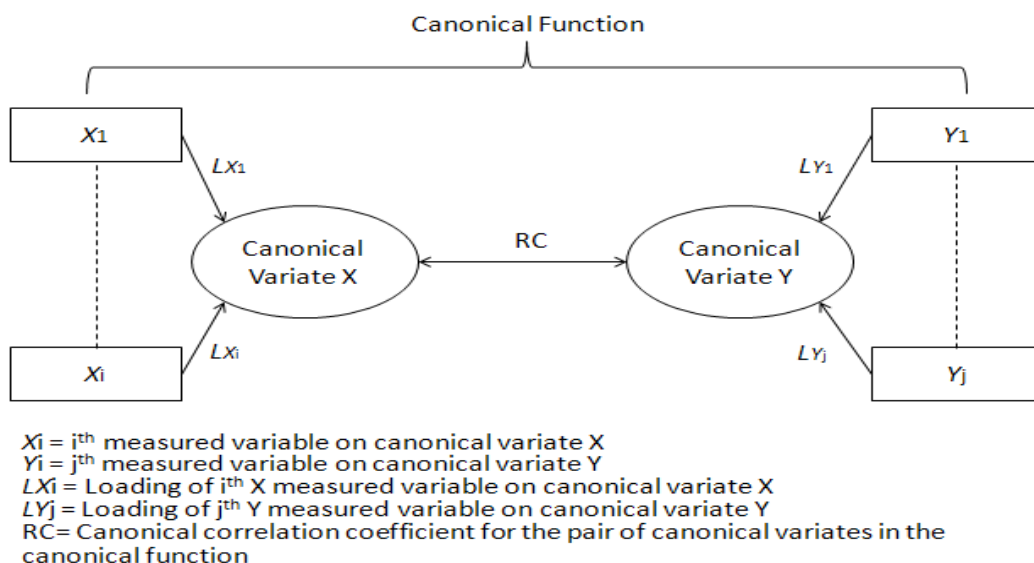 Canonical Function
X1
Y1
LX1
LY1
RC
Canonical
Variate X
Canonical
Variate Y
LXi
LYj
Xi
Yj
Xi = ith measured variable on canonical variate X
Yi = jth measured variable on canonical variate Y
LXi = Loading of ith X measured variable on canonical variate X
LYj = Loading of jth Y measured variable on canonical variate Y
RC= Canonical correlation coefficient for the pair of canonical variates in the
canonical function